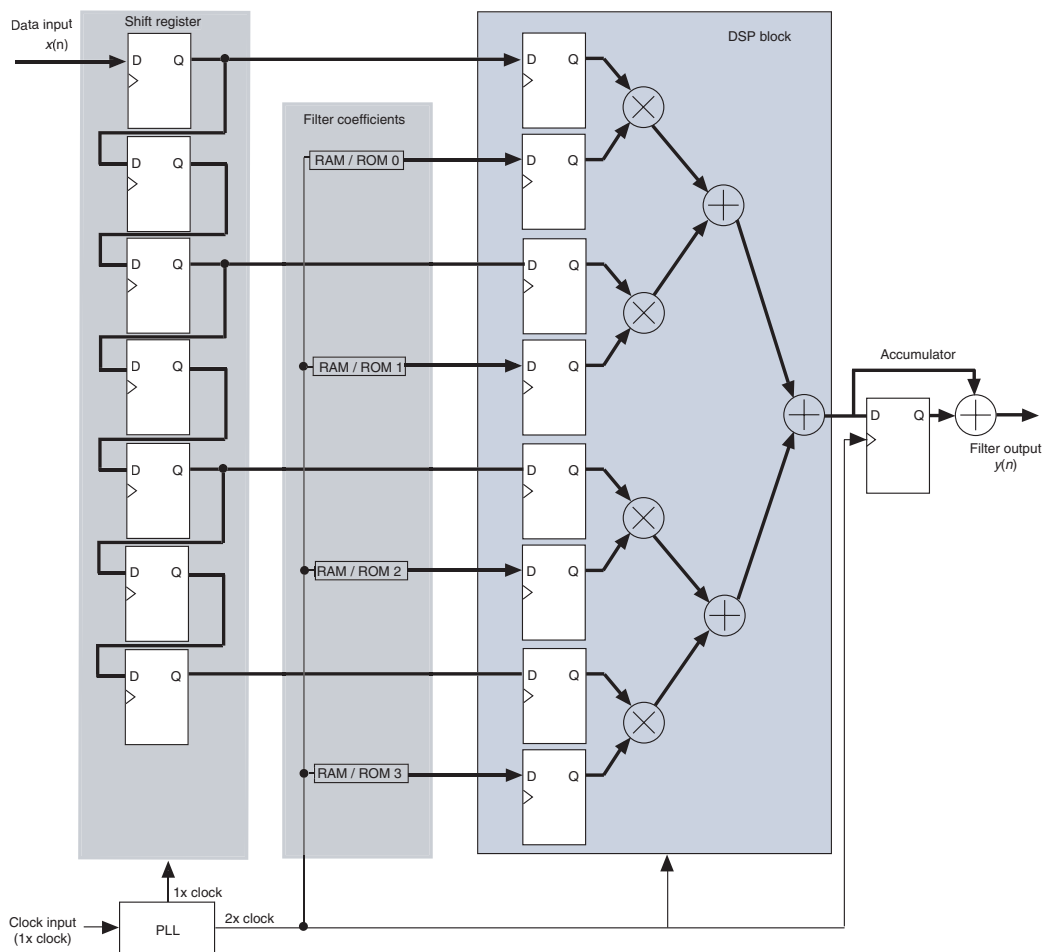 Data input
x(n)
Shift register
D Q
D Q
D Q
D Q
D Q
D Q
D Q
Filter coefficients
RAM / ROM 0
RAM / ROM 1
RAM / ROM 2
RAM / ROM 3
DSP block
D Q
D Q
D Q
D Q
D Q
D Q
D Q
D Q
Accumulator
D Q
Filter output
y(n)
1x clock
Clock input
(1x clock)
PLL
2x clock